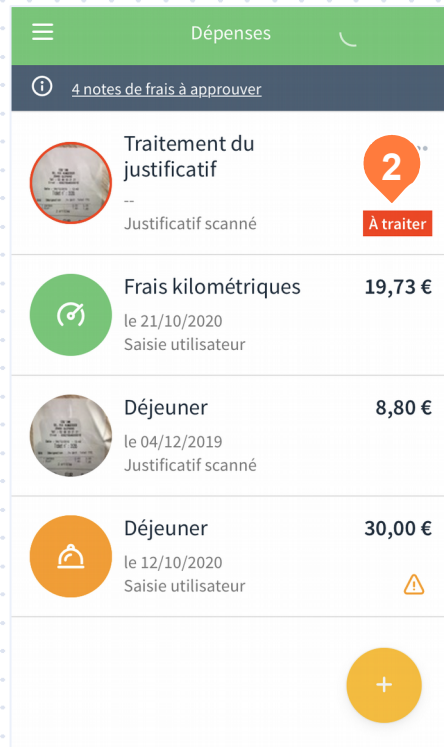 Dépenses
4 notes de frais à approuver
Traitement du
justificatif
2
--
Justificatif scanné
À traiter
Frais kilométriques
19,73 €
le 21/10/2020
Saisie utilisateur
Déjeuner
8,80 €
le 04/12/2019
Justificatif scanné
Déjeuner
30,00 €
le 12/10/2020
Saisie utilisateur
+